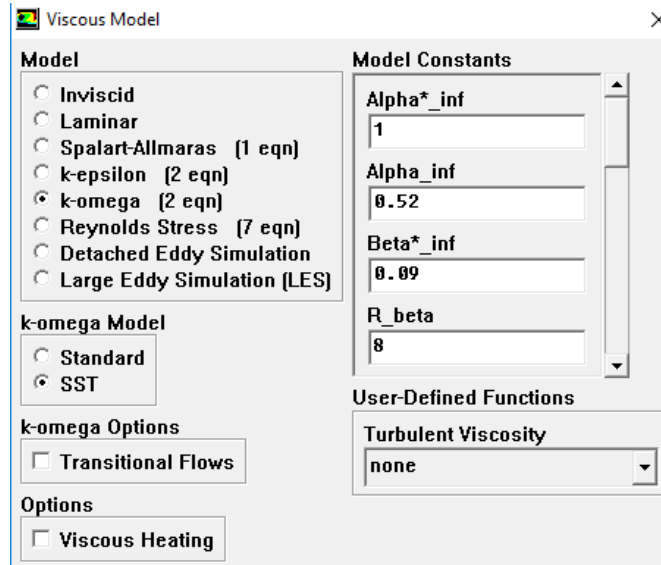 Viscous Model
Model
Inviscid
Laminar
Spalart-Allmaras (1 eqn)
k-epsilon (2 eqn)
k-omega (2 eqn)
Reynolds Stress (7 eqn)
Detached Eddy Simulation
Large Eddy Simulation (LES)
k-omega Model
Standard
SST
k-omega Options
Transitional Flows
Options
Viscous Heating
Model Constants
Alpha*_inf
1
Alpha_inf
0.52
Beta*_inf
0.09
R_beta
8
User-Defined Functions
Turbulent Viscosity
none